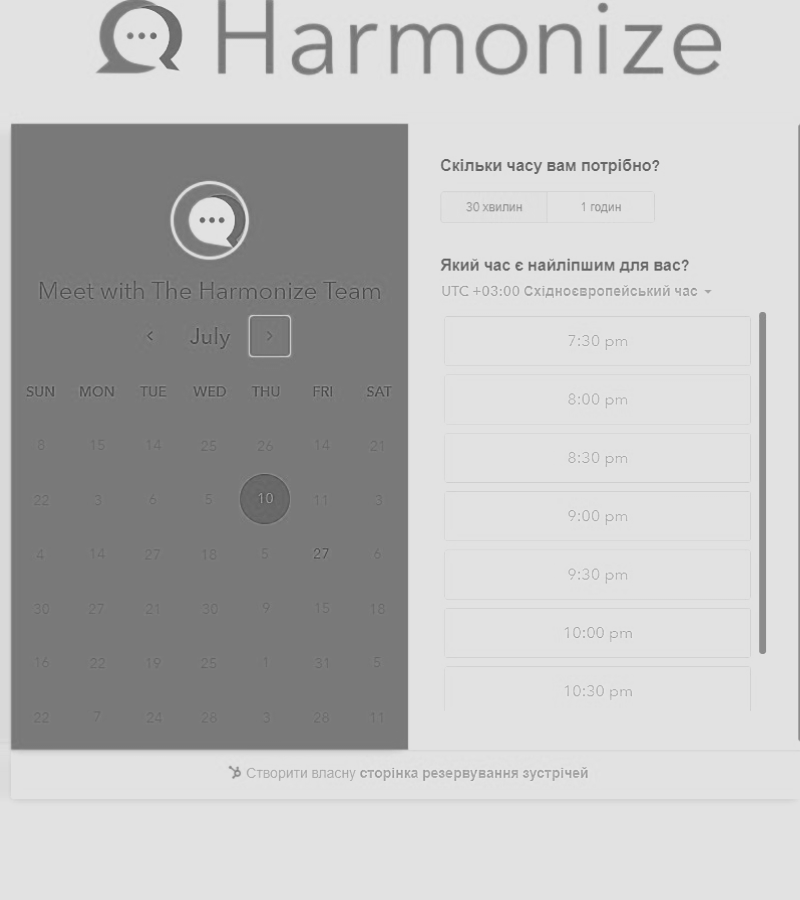 Harmonize
Meet with The Harmonize Team
July
SUN MON TUE WED THU FRI SAT
8 15 14 25 26 14 21
22 3 6 5 10 11 3
4 14 27 18 5 27 6
30 27 21 30 9 15 18
16 22 19 25 1 31 5
22 7 24 28 3 28 11
Скільки часу вам потрібно?
30 хвилин 1 годин
Який час є найліпшим для вас?
UTC +03:00 Східноєвропейський час
7:30 pm
8:00 pm
8:30 pm
9:00 pm
9:30 pm
10:00 pm
10:30 pm
Створити власну сторінка резервування зустрічей